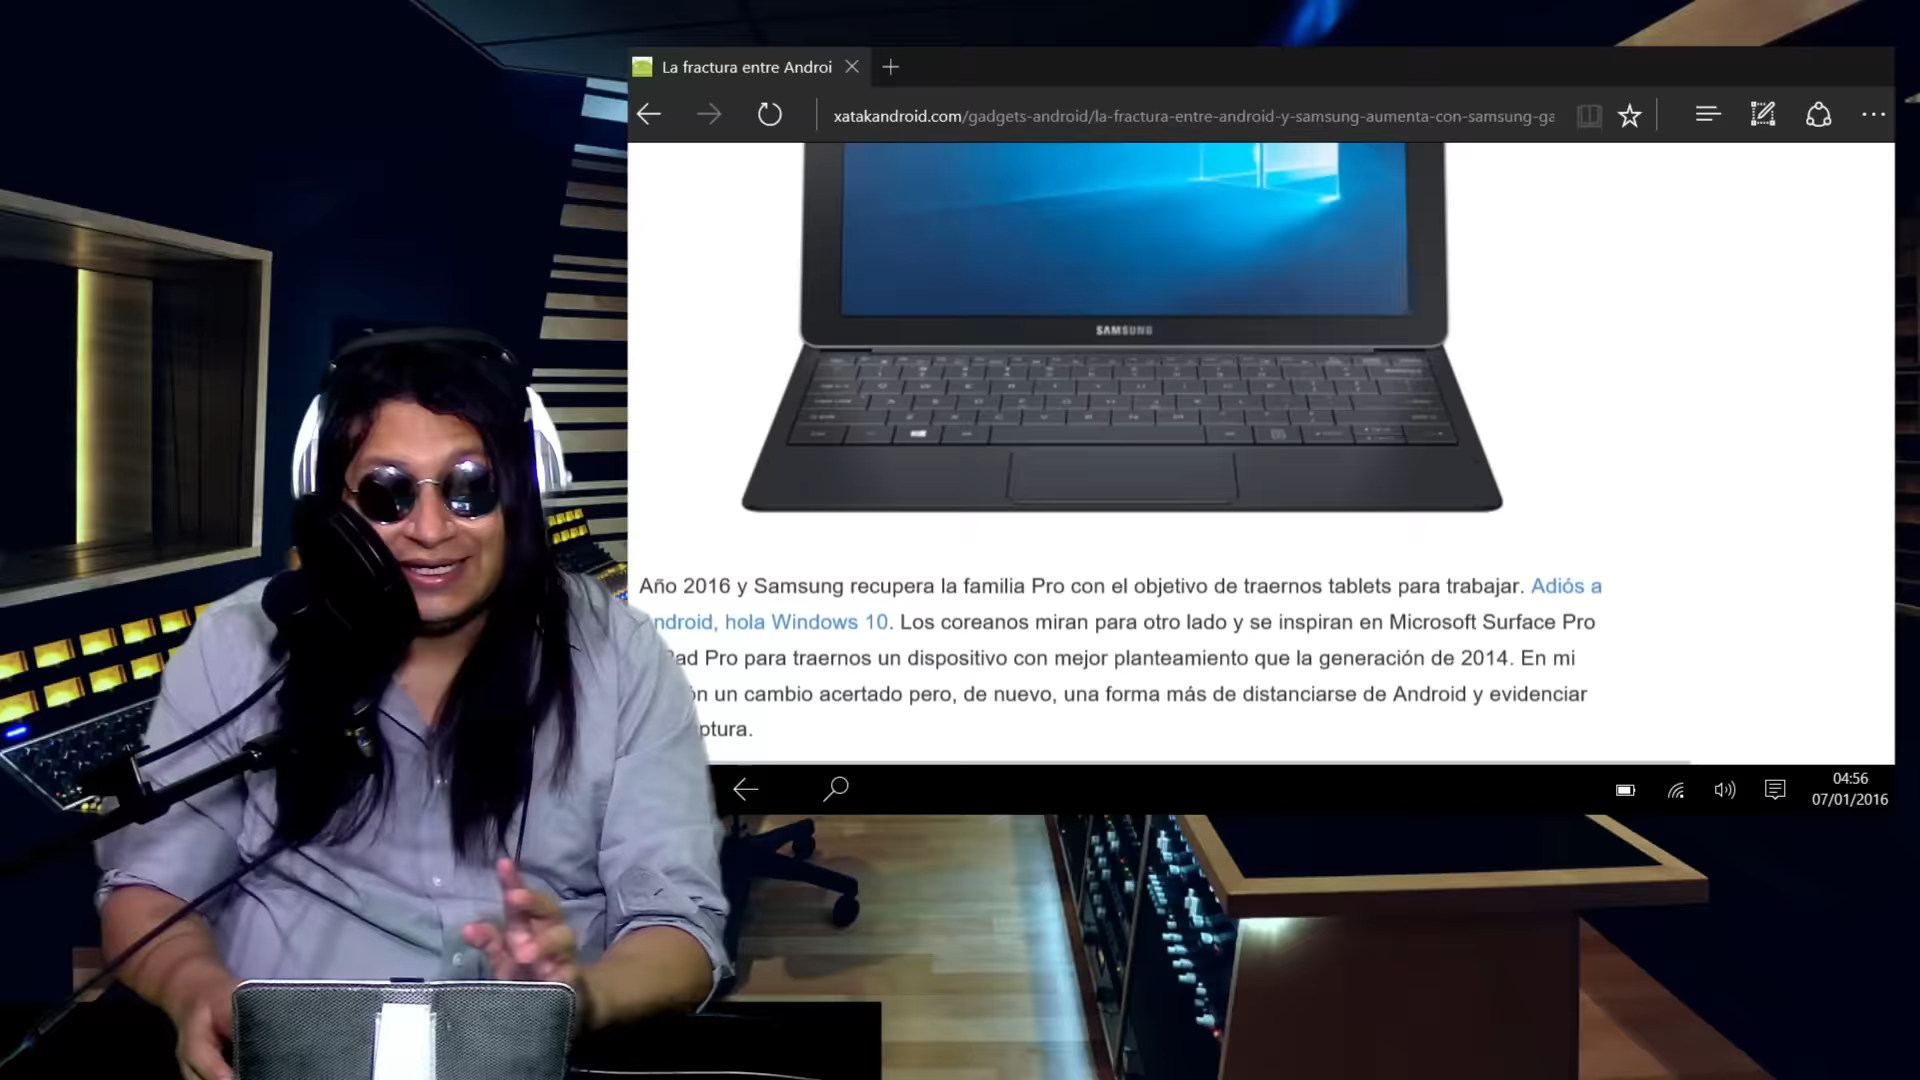 La fractura entre Androi
xatakandroid.com/gadgets-android/la-fractura-entre-android-y-samsung-aumenta-con-samsung-ga
SAMSUNG
Año 2016 y Samsung recupera la familia Pro con el objetivo de traernos tablets para trabajar. Adiós a
ndroid, hola Windows 10. Los coreanos miran para otro lado y se inspiran en Microsoft Surface Pro
ad Pro para traernos un dispositivo con mejor planteamiento que la generación de 2014. En mi
ón un cambio acertado pero, de nuevo, una forma más de distanciarse de Android y evidenciar
ptura.
04:56
07/01/2016